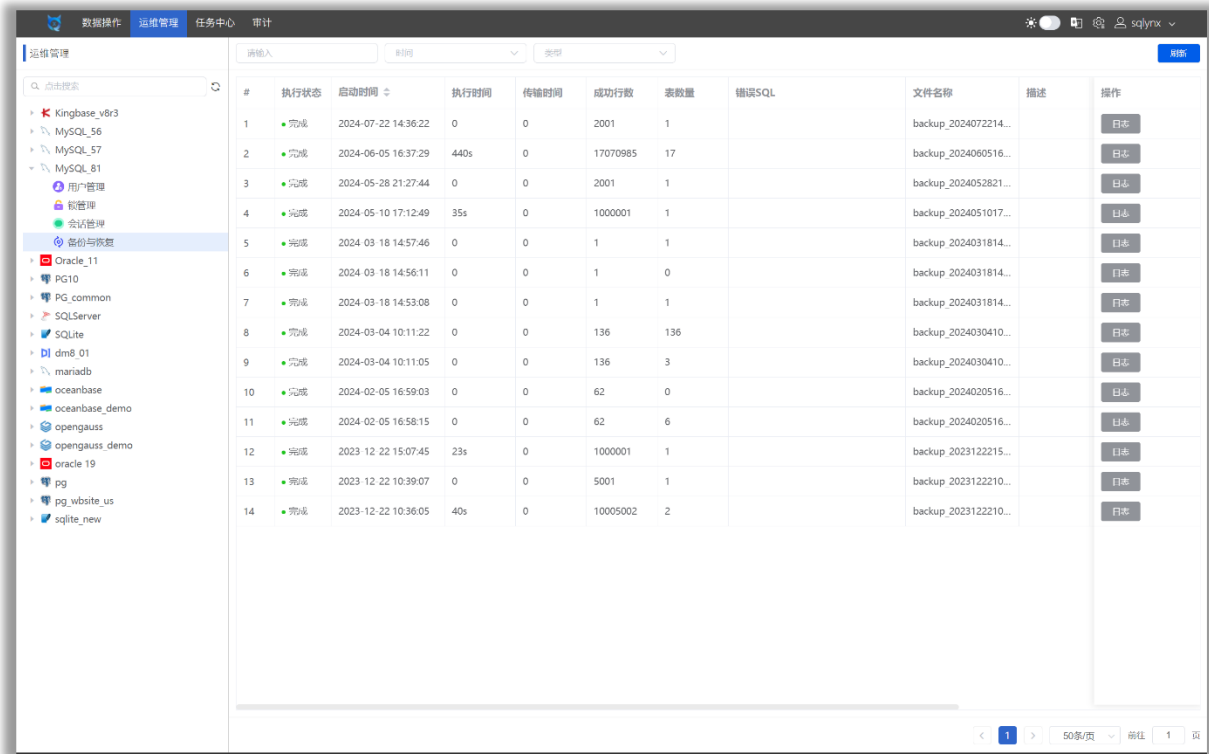 数据操作 运维管理 任务中心 审计 sqlynx
运维管理 请输入 时间 类型 刷新
点击搜索
Kingbase_v8r3
MySQL_56
MySQL_57
MySQL_81
用户管理
锁管理
会话管理
备份与恢复
Oracle_11
PG10
PG_common
SQLServer
SQLite
dm8_01
mariadb
oceanbase
oceanbase_demo
opengauss
opengauss_demo
oracle 19
pg
pg_wbsite_us
sqlite_new
# 执行状态 启动时间 执行时间 传输时间 成功行数 表数量 错误SQL 文件名称 描述 操作
1 完成 2024-07-22 14:36:22 0 0 2001 1 backup_2024072214... 日志
2 完成 2024-06-05 16:37:29 440s 0 17070985 17 backup_2024060516... 日志
3 完成 2024-05-28 21:27:44 0 0 2001 1 backup_2024052821... 日志
4 完成 2024-05-10 17:12:49 35s 0 1000001 1 backup_2024051017... 日志
5 完成 2024-03-18 14:57:46 0 0 1 1 backup_2024031814... 日志
6 完成 2024-03-18 14:56:11 0 0 1 0 backup_2024031814... 日志
7 完成 2024-03-18 14:53:08 0 0 1 1 backup_2024031814... 日志
8 完成 2024-03-04 10:11:22 0 0 136 136 backup_2024030410... 日志
9 完成 2024-03-04 10:11:05 0 0 136 3 backup_2024030410... 日志
10 完成 2024-02-05 16:59:03 0 0 62 0 backup_2024020516... 日志
11 完成 2024-02-05 16:58:15 0 0 62 6 backup_2024020516... 日志
12 完成 2023-12-22 15:07:45 23s 0 1000001 1 backup_2023122215... 日志
13 完成 2023-12-22 10:39:07 0 0 5001 1 backup_2023122210... 日志
14 完成 2023-12-22 10:36:05 40s 0 10005002 2 backup_2023122210... 日志
1 50条/页 前往 1 页